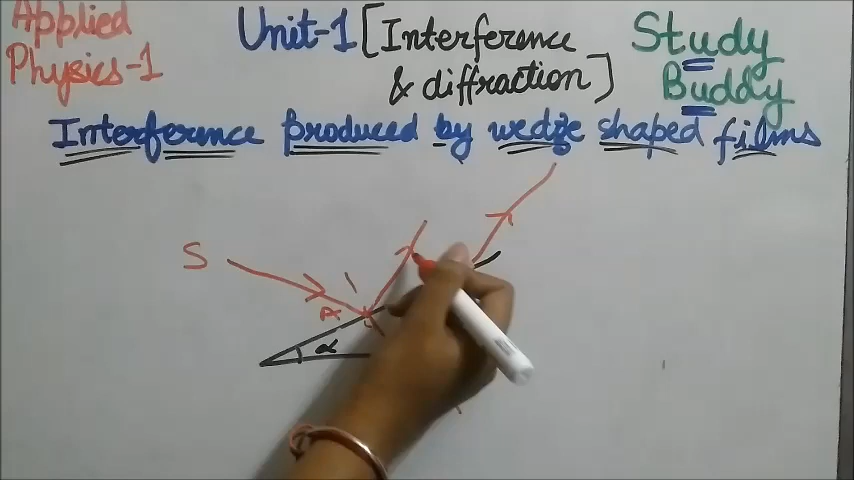 Applied
Physics-1
Unit-1 [Interference
& diffraction]
Study
Buddy
Interference produced by wedge shaped films
S
A
α